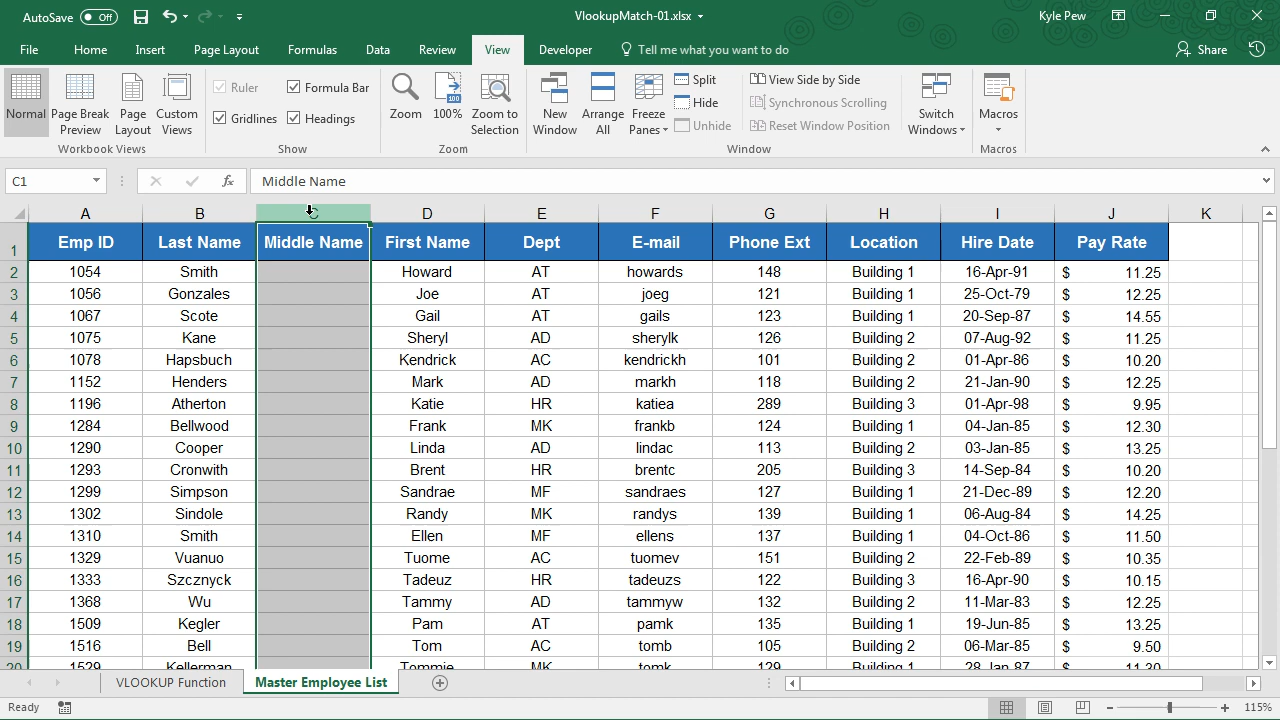 AutoSave Off VlookupMatch-01.xlsx Kyle Pew
File Home Insert Page Layout Formulas Data Review View Developer Tell me what you want to do Share
Normal Page Break Preview Page Layout Custom Views
Workbook Views
Ruler Formula Bar
Gridlines Headings
Show
Zoom 100% Zoom to Selection
Zoom
New Window Arrange All Freeze Panes
Split
Hide
Unhide
View Side by Side
Synchronous Scrolling
Reset Window Position
Switch Windows
Window
Macros
Macros
C1 fx Middle Name
A B C D E F G H I J K
1 Emp ID Last Name Middle Name First Name Dept E-mail Phone Ext Location Hire Date Pay Rate
2 1054 Smith Howard AT howards 148 Building 1 16-Apr-91 $ 11.25
3 1056 Gonzales Joe AT joeg 121 Building 1 25-Oct-79 $ 12.25
4 1067 Scote Gail AT gails 123 Building 1 20-Sep-87 $ 14.55
5 1075 Kane Sheryl AD sherylk 126 Building 2 07-Aug-92 $ 11.25
6 1078 Hapsbuch Kendrick AC kendrickh 101 Building 2 01-Apr-86 $ 10.20
7 1152 Henders Mark AD markh 118 Building 2 21-Jan-90 $ 12.25
8 1196 Atherton Katie HR katiea 289 Building 3 01-Apr-98 $ 9.95
9 1284 Bellwood Frank MK frankb 124 Building 1 04-Jan-85 $ 12.30
10 1290 Cooper Linda AD lindac 113 Building 2 03-Jan-85 $ 13.25
11 1293 Cronwith Brent HR brentc 205 Building 3 14-Sep-84 $ 10.20
12 1299 Simpson Sandrae MF sandraes 127 Building 1 21-Dec-89 $ 12.20
13 1302 Sindole Randy MK randys 139 Building 1 06-Aug-84 $ 14.25
14 1310 Smith Ellen MF ellens 137 Building 1 04-Oct-86 $ 11.50
15 1329 Vuanuo Tuome AC tuomev 151 Building 2 22-Feb-89 $ 10.35
16 1333 Szcznyck Tadeuz HR tadeuzs 122 Building 3 16-Apr-90 $ 10.15
17 1368 Wu Tammy AD tammyw 132 Building 2 11-Mar-83 $ 12.25
18 1509 Kegler Pam AT pamk 135 Building 1 19-Jun-85 $ 13.25
19 1516 Bell Tom AC tomb 105 Building 2 06-Mar-85 $ 9.50
20 1529 Kellerman Tommie MK tomk 129 Building 1 28-Jan-87 $ 11.30
VLOOKUP Function Master Employee List
Ready 115%